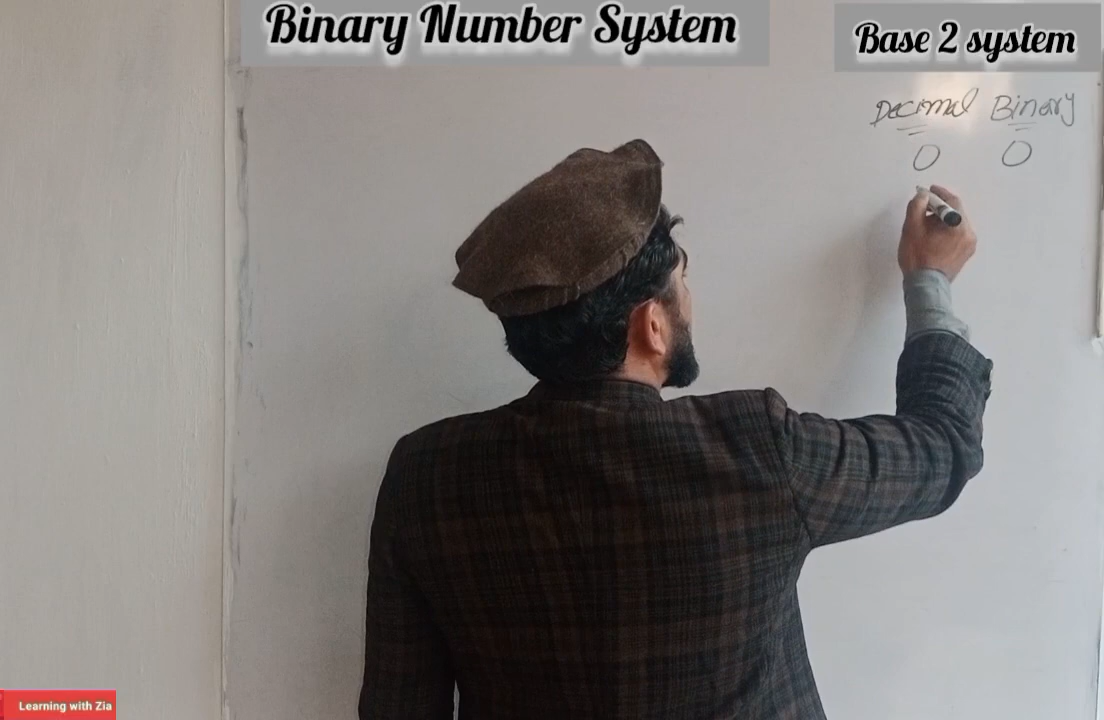 Binary Number System
Base 2 system
Decimal Binary
0 0
Learning with Zia